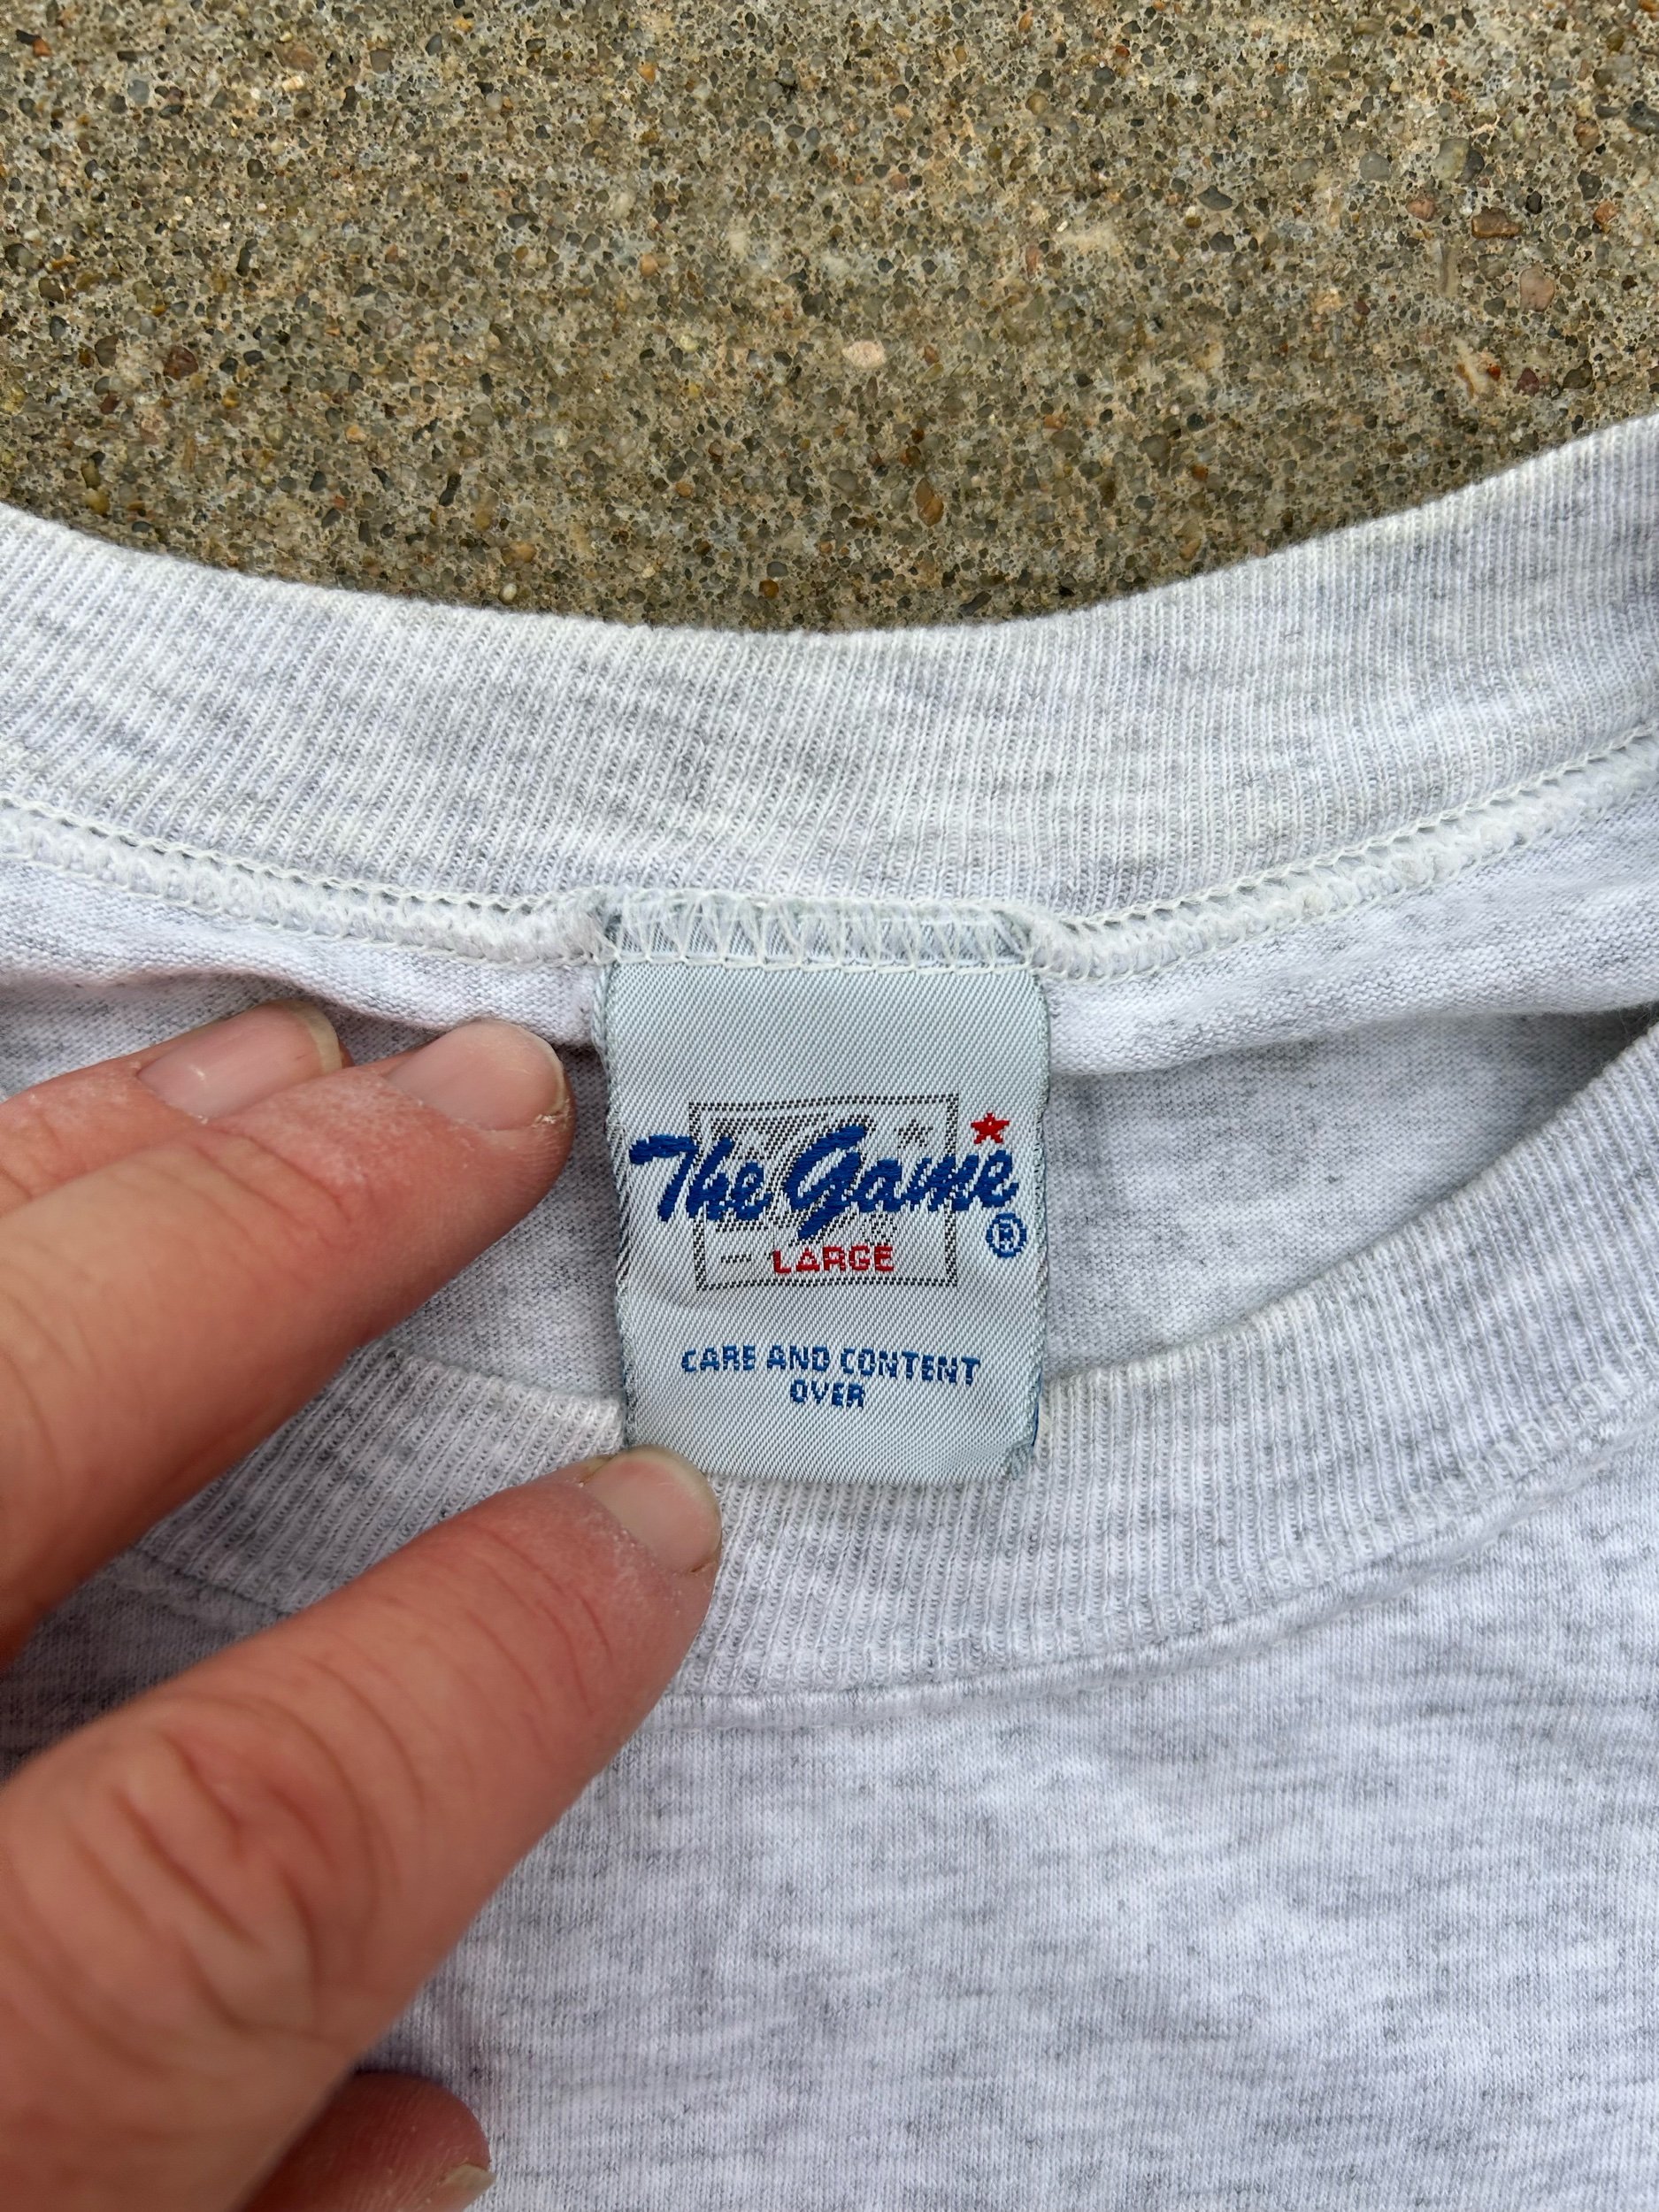 The Game ®
LARGE
CARE AND CONTENT
OVER